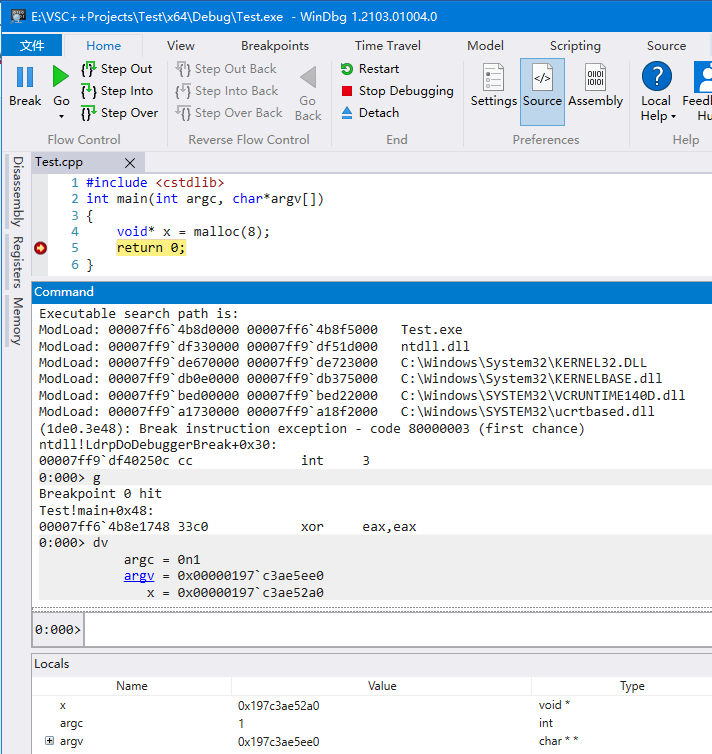 E:\VSC++Projects\Test\x64\Debug\Test.exe - WinDbg 1.2103.01004.0
文件 Home View Breakpoints Time Travel Model Scripting Source
Break
Go
Step Out
Step Into
Step Over
Flow Control
Step Out Back
Step Into Back
Step Over Back
Go
Back
Reverse Flow Control
Restart
Stop Debugging
Detach
End
Settings
Source
Assembly
Preferences
Local
Help
Feedl
Hu
Help
Disassembly
Registers
Memory
Test.cpp
1 #include <cstdlib>
2 int main(int argc, char*argv[])
3 {
4     void* x = malloc(8);
5     return 0;
6 }
Command
Executable search path is:
ModLoad: 00007ff6`4b8d0000 00007ff6`4b8f5000   Test.exe
ModLoad: 00007ff9`df330000 00007ff9`df51d000   ntdll.dll
ModLoad: 00007ff9`de670000 00007ff9`de723000   C:\Windows\System32\KERNEL32.DLL
ModLoad: 00007ff9`db0e0000 00007ff9`db375000   C:\Windows\System32\KERNELBASE.dll
ModLoad: 00007ff9`bed00000 00007ff9`bed22000   C:\Windows\SYSTEM32\VCRUNTIME140D.dll
ModLoad: 00007ff9`a1730000 00007ff9`a18f2000   C:\Windows\SYSTEM32\ucrtbased.dll
(1de0.3e48): Break instruction exception - code 80000003 (first chance)
ntdll!LdrpDoDebuggerBreak+0x30:
00007ff9`df40250c cc              int     3
0:000> g
Breakpoint 0 hit
Test!main+0x48:
00007ff6`4b8e1748 33c0            xor     eax,eax
0:000> dv
argc = 0n1
argv = 0x00000197`c3ae5ee0
x = 0x00000197`c3ae52a0
0:000>
Locals
Name Value Type
x 0x197c3ae52a0 void *
argc 1 int
argv 0x197c3ae5ee0 char * *